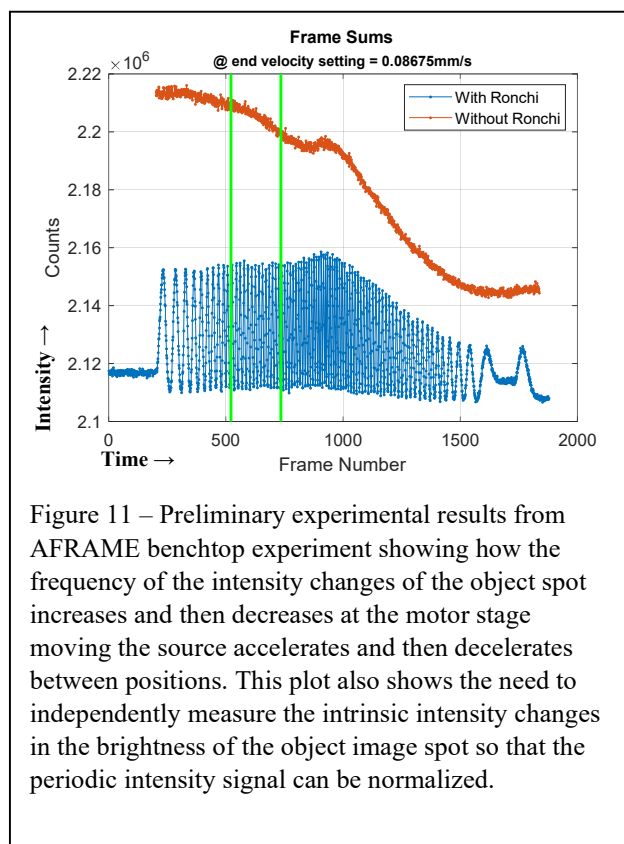 Frame Sums
@ end velocity setting = 0.08675mm/s
×10⁶
2.22
2.2
2.18
2.16
2.14
2.12
2.1
Counts
Intensity →
With Ronchi
Without Ronchi
0
500
1000
1500
2000
Time →
Frame Number
Figure 11 – Preliminary experimental results from
AFRAME benchtop experiment showing how the
frequency of the intensity changes of the object spot
increases and then decreases at the motor stage
moving the source accelerates and then decelerates
between positions. This plot also shows the need to
independently measure the intrinsic intensity changes
in the brightness of the object image spot so that the
periodic intensity signal can be normalized.